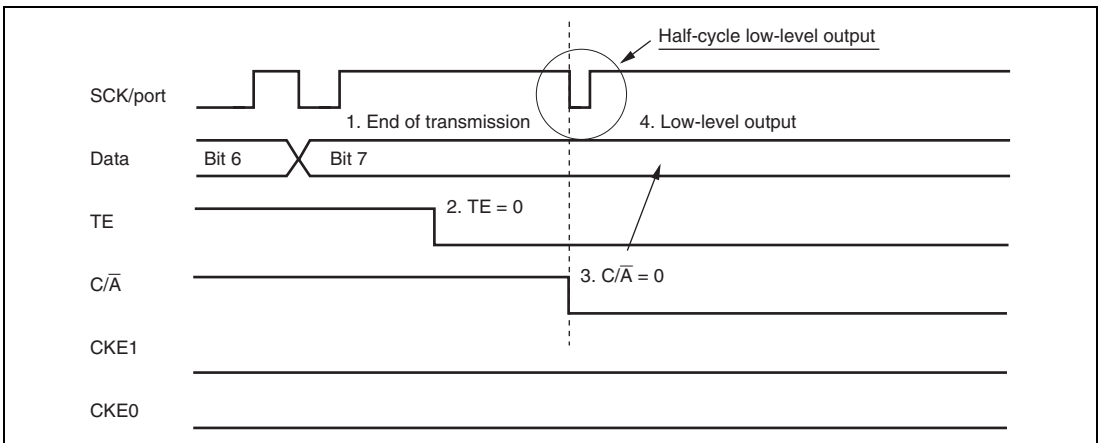 Half-cycle low-level output
SCK/port
1. End of transmission
4. Low-level output
Data
Bit 6
Bit 7
TE
2. TE = 0
C/A̅
3. C/A̅ = 0
CKE1
CKE0